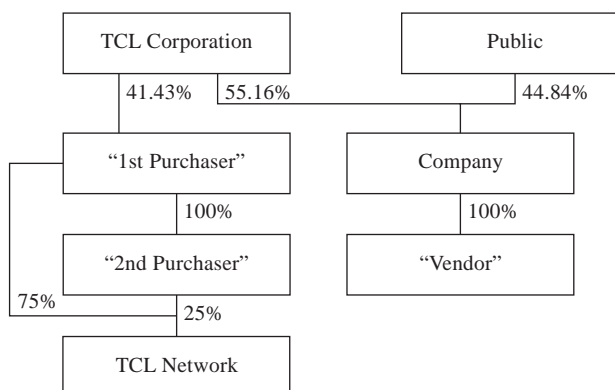 TCL Corporation
Public
41.43%
55.16%
44.84%
“1st Purchaser”
Company
100%
100%
“2nd Purchaser”
“Vendor”
75%
25%
TCL Network